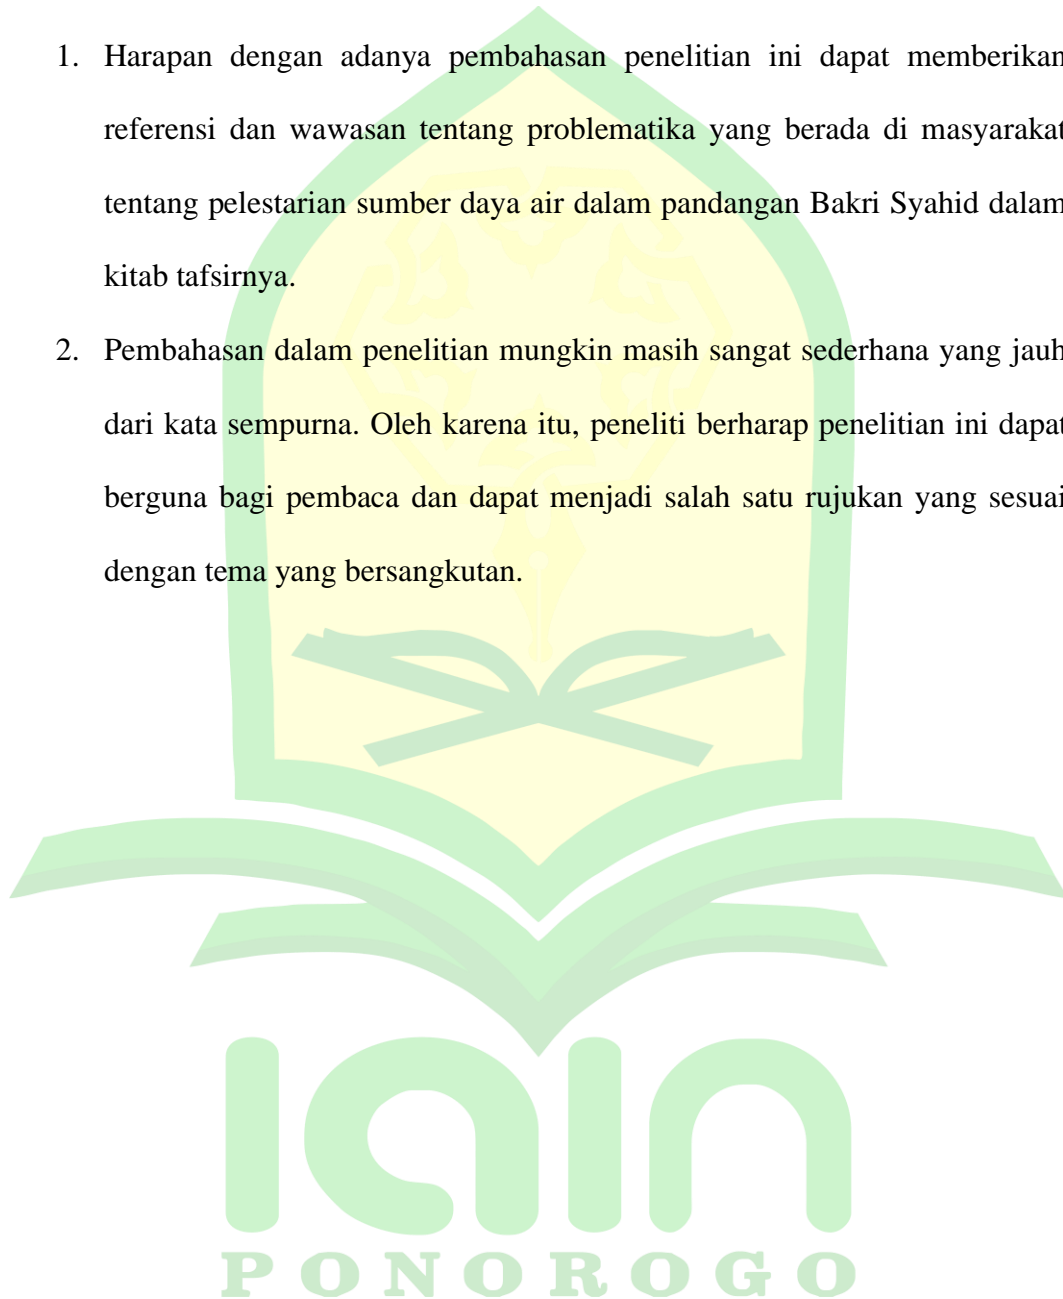 1. Harapan dengan adanya pembahasan penelitian ini dapat memberikan
referensi dan wawasan tentang problematika yang berada di masyarakat
tentang pelestarian sumber daya air dalam pandangan Bakri Syahid dalam
kitab tafsirnya.
2. Pembahasan dalam penelitian mungkin masih sangat sederhana yang jauh
dari kata sempurna. Oleh karena itu, peneliti berharap penelitian ini dapat
berguna bagi pembaca dan dapat menjadi salah satu rujukan yang sesuai
dengan tema yang bersangkutan.
iain
PONOROGO